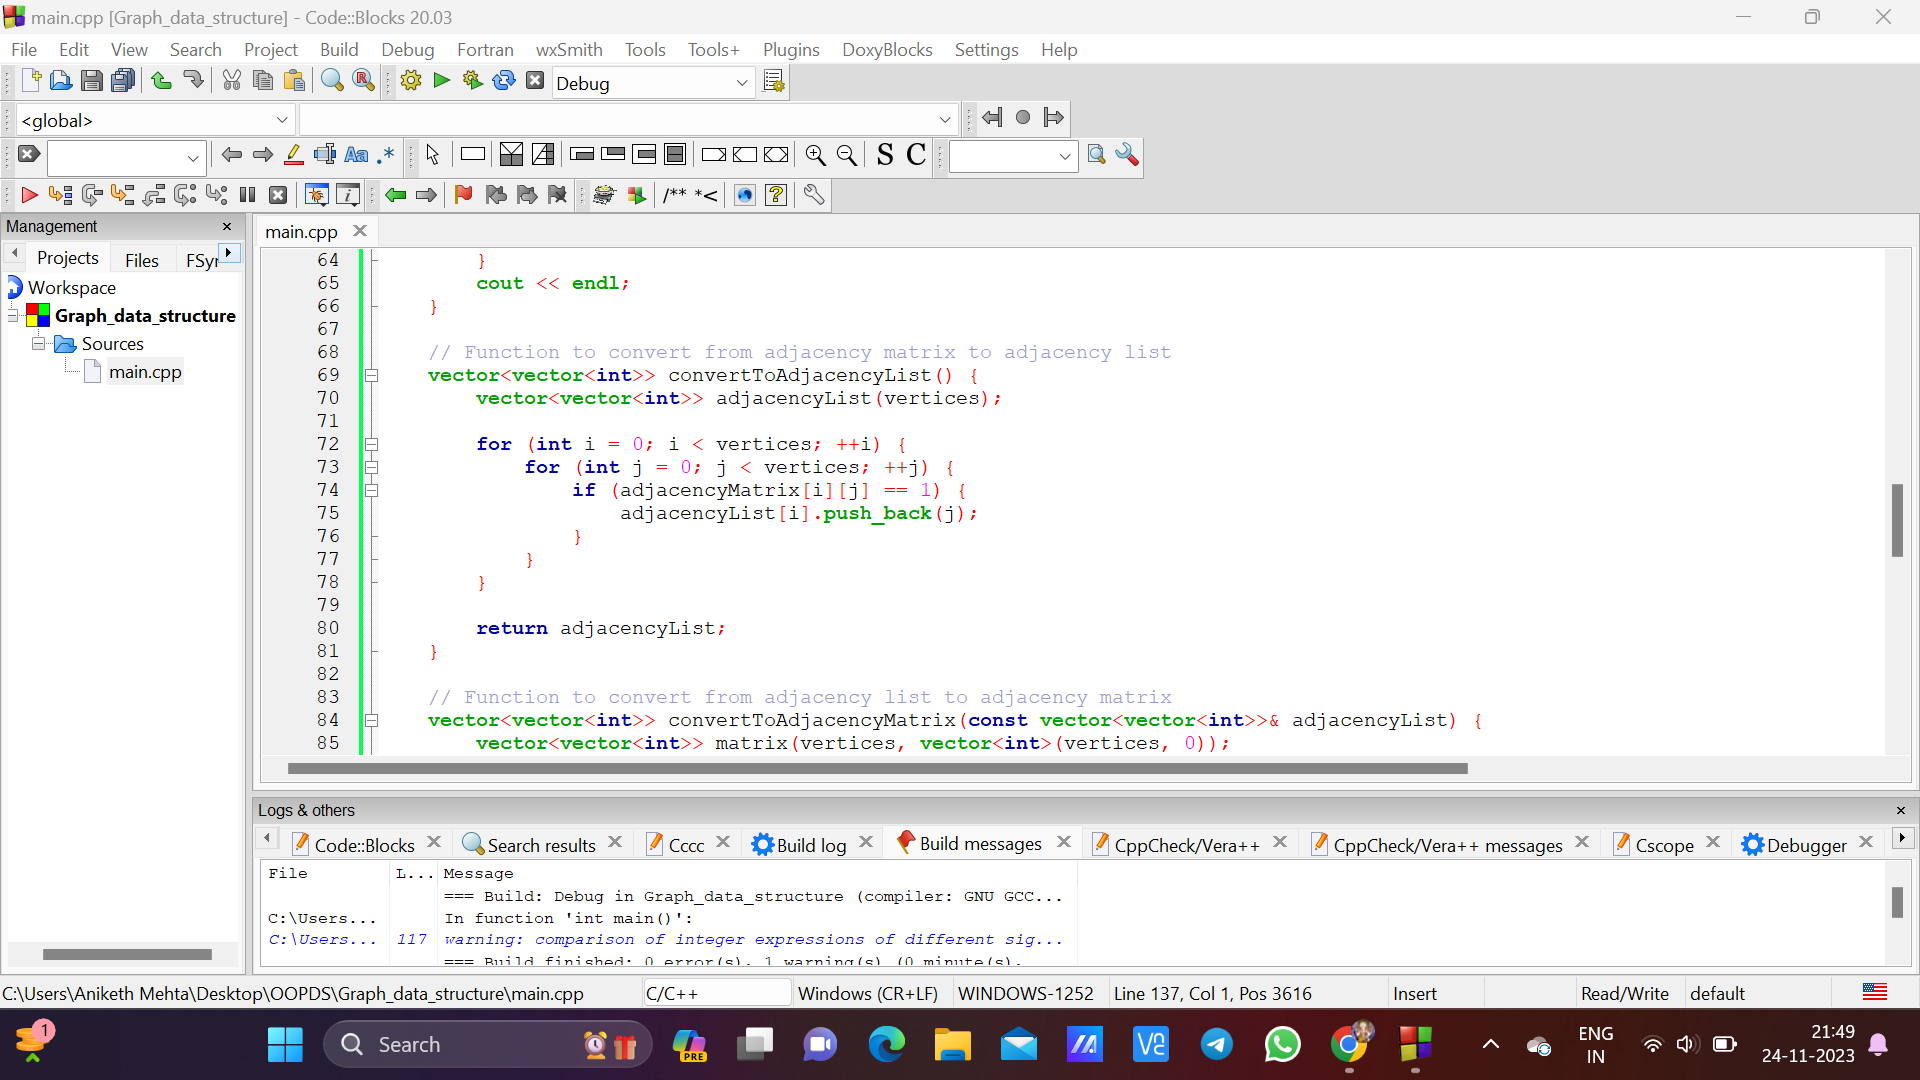 main.cpp [Graph_data_structure] - Code::Blocks 20.03
File Edit View Search Project Build Debug Fortran wxSmith Tools Tools+ Plugins DoxyBlocks Settings Help
Debug
<global>
Aa .* S C
/** *<
Management
Projects Files FSyr
Workspace
Graph_data_structure
Sources
main.cpp
main.cpp
64 }
65 cout << endl;
66 }
67
68 // Function to convert from adjacency matrix to adjacency list
69 vector<vector<int>> convertToAdjacencyList() {
70 vector<vector<int>> adjacencyList(vertices);
71
72 for (int i = 0; i < vertices; ++i) {
73 for (int j = 0; j < vertices; ++j) {
74 if (adjacencyMatrix[i][j] == 1) {
75 adjacencyList[i].push_back(j);
76 }
77 }
78 }
79
80 return adjacencyList;
81 }
82
83 // Function to convert from adjacency list to adjacency matrix
84 vector<vector<int>> convertToAdjacencyMatrix(const vector<vector<int>>& adjacencyList) {
85 vector<vector<int>> matrix(vertices, vector<int>(vertices, 0));
Logs & others
Code::Blocks Search results Cccc Build log Build messages CppCheck/Vera++ CppCheck/Vera++ messages Cscope Debugger
File L... Message
=== Build: Debug in Graph_data_structure (compiler: GNU GCC...
C:\Users... In function 'int main()':
C:\Users... 117 warning: comparison of integer expressions of different sig...
=== Build finished: 0 error(s), 1 warning(s) (0 minute(s),
C:\Users\Aniketh Mehta\Desktop\OOPDS\Graph_data_structure\main.cpp C/C++ Windows (CR+LF) WINDOWS-1252 Line 137, Col 1, Pos 3616 Insert Read/Write default
1 Search PRE ENG 21:49
IN 24-11-2023